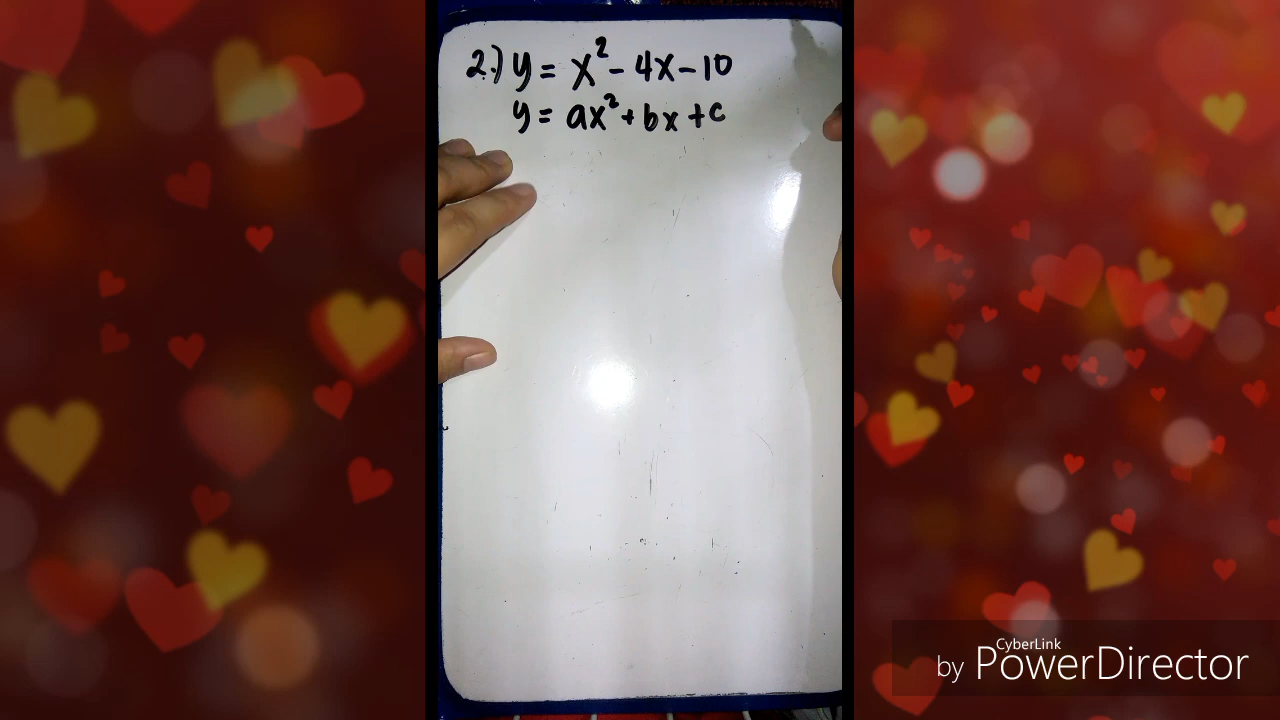 2.) y = x² - 4x - 10
y = ax² + bx + c
CyberLink
by PowerDirector